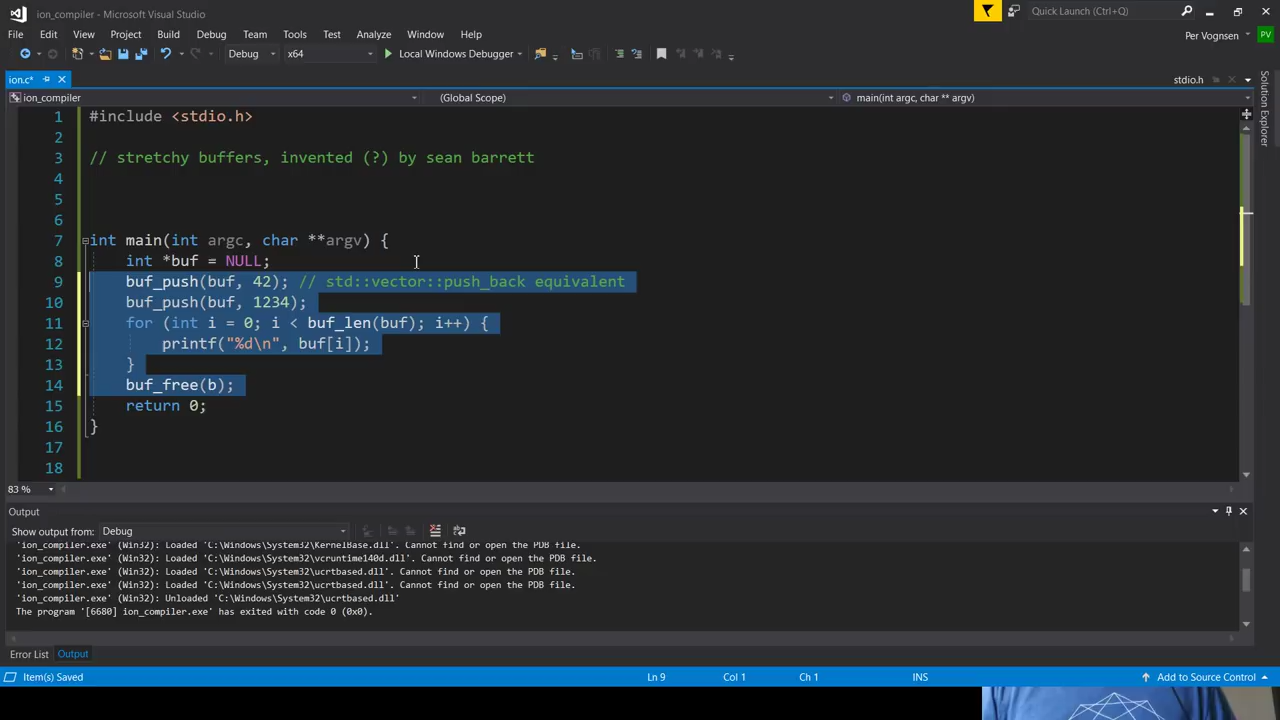 ion_compiler - Microsoft Visual Studio
Quick Launch (Ctrl+Q)
File Edit View Project Build Debug Team Tools Test Analyze Window Help
Per Vognsen PV
Debug x64 Local Windows Debugger
ion.c*
stdio.h
ion_compiler (Global Scope) main(int argc, char ** argv)
Solution Explorer
1 #include <stdio.h>
2
3 // stretchy buffers, invented (?) by sean barrett
4
5
6
7 int main(int argc, char **argv) {
8 int *buf = NULL;
9 buf_push(buf, 42); // std::vector::push_back equivalent
10 buf_push(buf, 1234);
11 for (int i = 0; i < buf_len(buf); i++) {
12 printf("%d\n", buf[i]);
13 }
14 buf_free(b);
15 return 0;
16 }
17
18
83 %
Output
Show output from: Debug
'ion_compiler.exe' (Win32): Loaded 'C:\Windows\System32\KernelBase.dll'. Cannot find or open the PDB file.
'ion_compiler.exe' (Win32): Loaded 'C:\Windows\System32\vcruntime140d.dll'. Cannot find or open the PDB file.
'ion_compiler.exe' (Win32): Loaded 'C:\Windows\System32\ucrtbased.dll'. Cannot find or open the PDB file.
'ion_compiler.exe' (Win32): Loaded 'C:\Windows\System32\ucrtbased.dll'. Cannot find or open the PDB file.
'ion_compiler.exe' (Win32): Unloaded 'C:\Windows\System32\ucrtbased.dll'
The program '[6680] ion_compiler.exe' has exited with code 0 (0x0).
Error List Output
Item(s) Saved Ln 9 Col 1 Ch 1 INS Add to Source Control